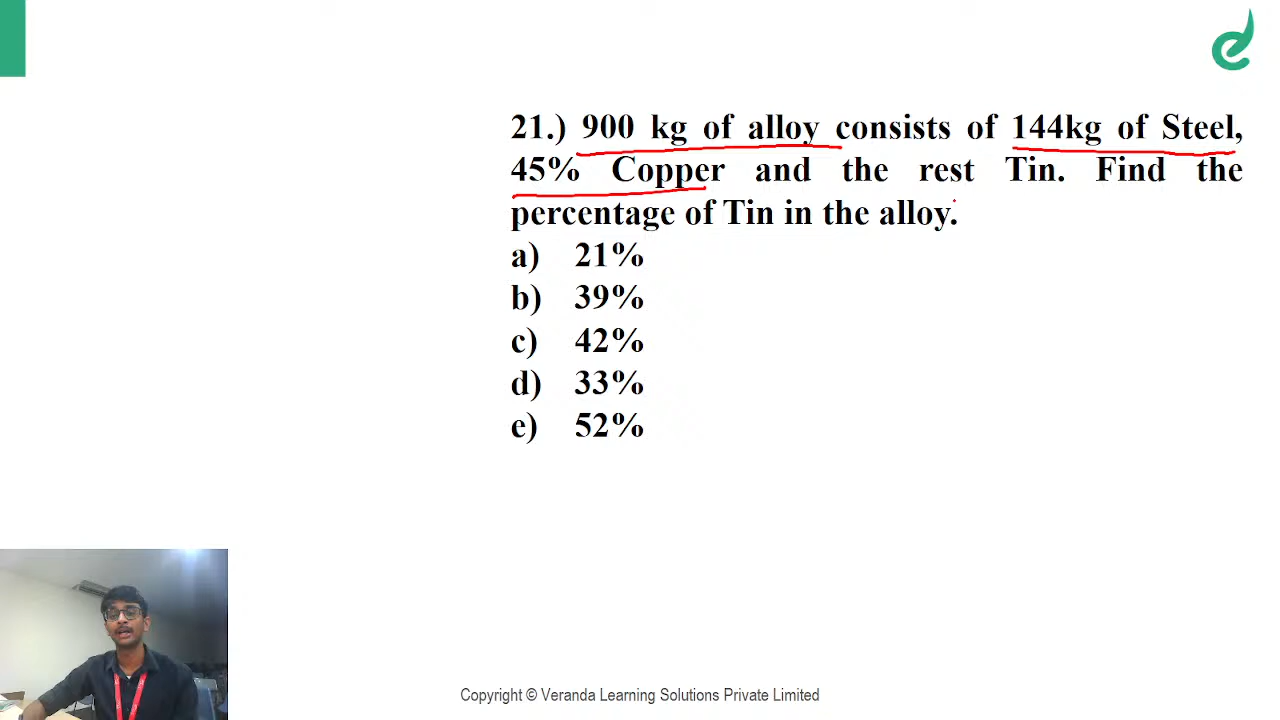 21.) 900 kg of alloy consists of 144kg of Steel,
45% Copper and the rest Tin. Find the
percentage of Tin in the alloy.
a) 21%
b) 39%
c) 42%
d) 33%
e) 52%
Copyright © Veranda Learning Solutions Private Limited